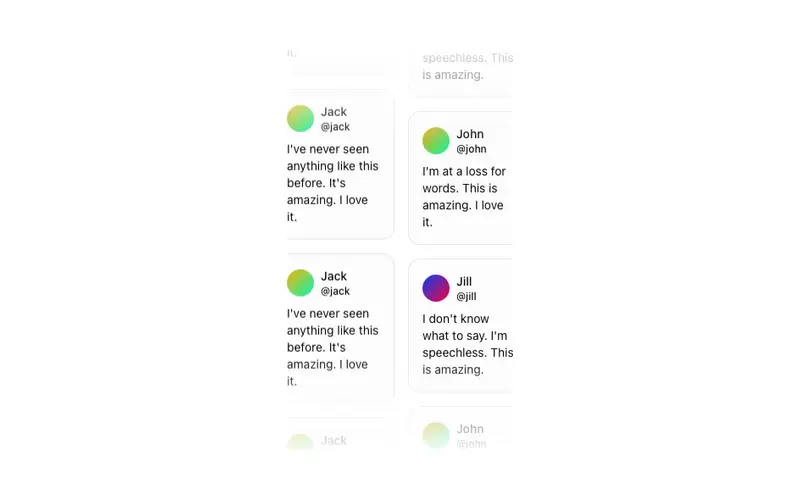 it.
Jack
@jack
I've never seen
anything like this
before. It's
amazing. I love
it.
Jack
@jack
I've never seen
anything like this
before. It's
amazing. I love
it.
Jack
speechless. This
is amazing.
John
@john
I'm at a loss for
words. This is
amazing. I love
it.
Jill
@jill
I don't know
what to say. I'm
speechless. This
is amazing.
John
@john